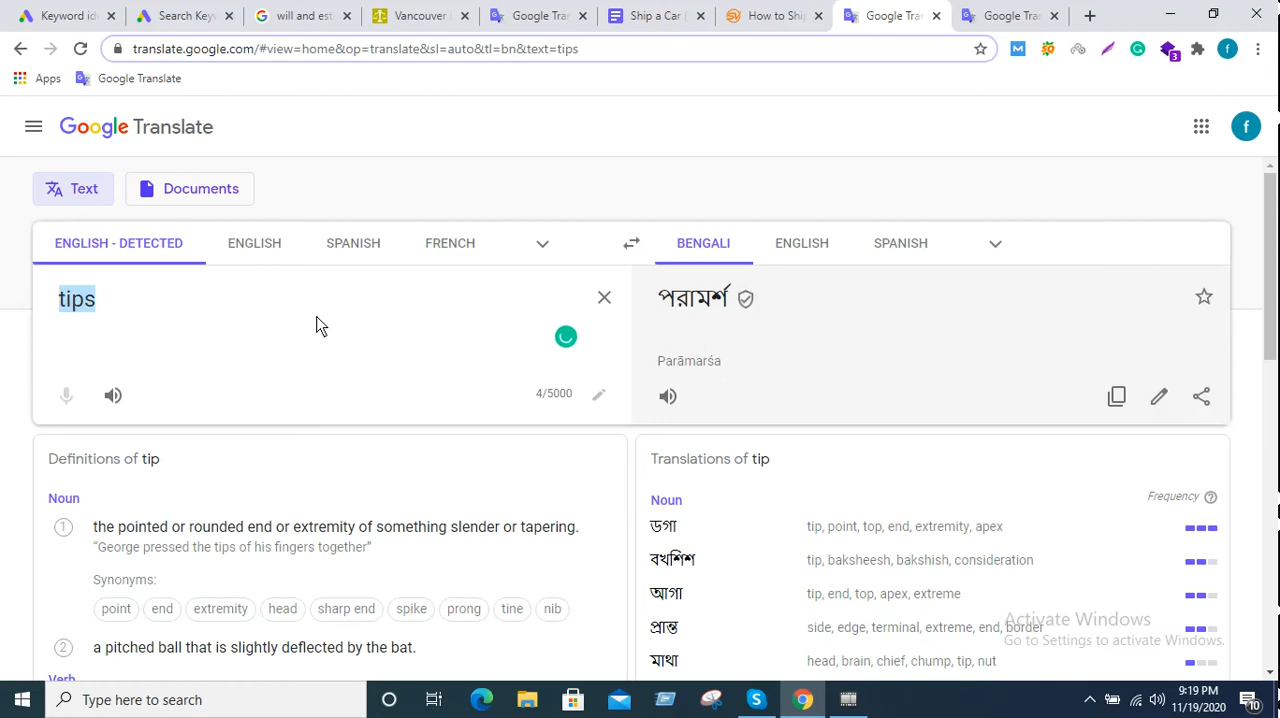 Keyword ide
Search Key
will and est
Vancouver
Google Tra
Ship a Car (
How to Shi
Google Tra
Google Tra
translate.google.com/#view=home&op=translate&sl=auto&tl=bn&text=tips
3
f
Apps
Google Translate
Google Translate
f
Text
Documents
ENGLISH - DETECTED
ENGLISH
SPANISH
FRENCH
BENGALI
ENGLISH
SPANISH
tips
পরামর্শ
Parāmarśa
4/5000
Definitions of tip
Noun
1 the pointed or rounded end or extremity of something slender or tapering.
“George pressed the tips of his fingers together”
Synonyms:
point end extremity head sharp end spike prong tine nib
2 a pitched ball that is slightly deflected by the bat.
Verb
Translations of tip
Noun
Frequency
ডগা tip, point, top, end, extremity, apex
বখশিশ tip, baksheesh, bakshish, consideration
আগা tip, end, top, apex, extreme
প্রান্ত side, edge, terminal, extreme, end, border
মাথা head, brain, chief, chump, tip, nut
Activate Windows
Go to Settings to activate Windows.
Type here to search
9:19 PM
11/19/2020
10